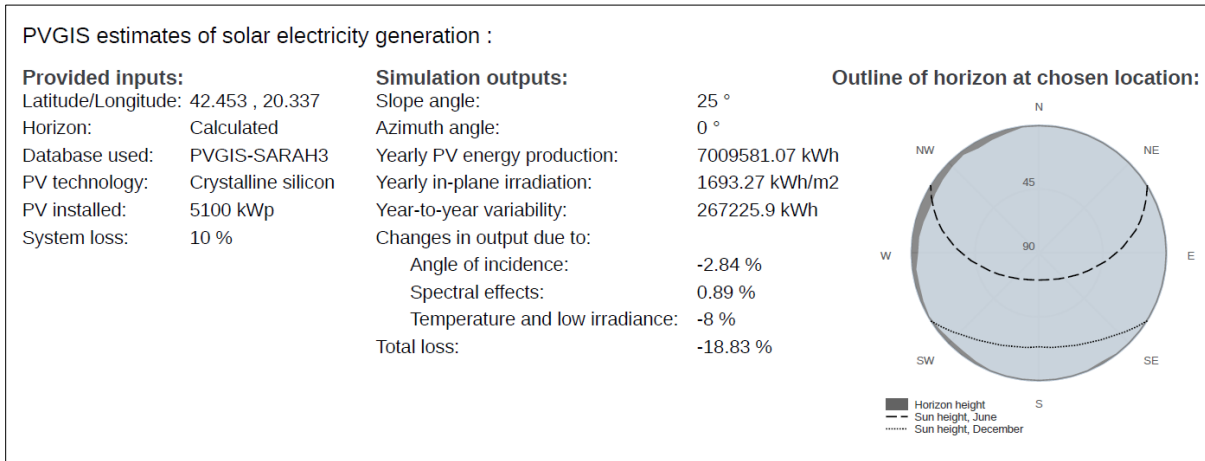 PVGIS estimates of solar electricity generation :
Provided inputs:
Latitude/Longitude: 42.453 , 20.337
Horizon: Calculated
Database used: PVGIS-SARAH3
PV technology: Crystalline silicon
PV installed: 5100 kWp
System loss: 10 %
Simulation outputs:
Slope angle: 25 °
Azimuth angle: 0 °
Yearly PV energy production: 7009581.07 kWh
Yearly in-plane irradiation: 1693.27 kWh/m2
Year-to-year variability: 267225.9 kWh
Changes in output due to:
Angle of incidence: -2.84 %
Spectral effects: 0.89 %
Temperature and low irradiance: -8 %
Total loss: -18.83 %
Outline of horizon at chosen location:
N
NW
NE
45
W
90
E
SW
SE
S
Horizon height
Sun height, June
Sun height, December